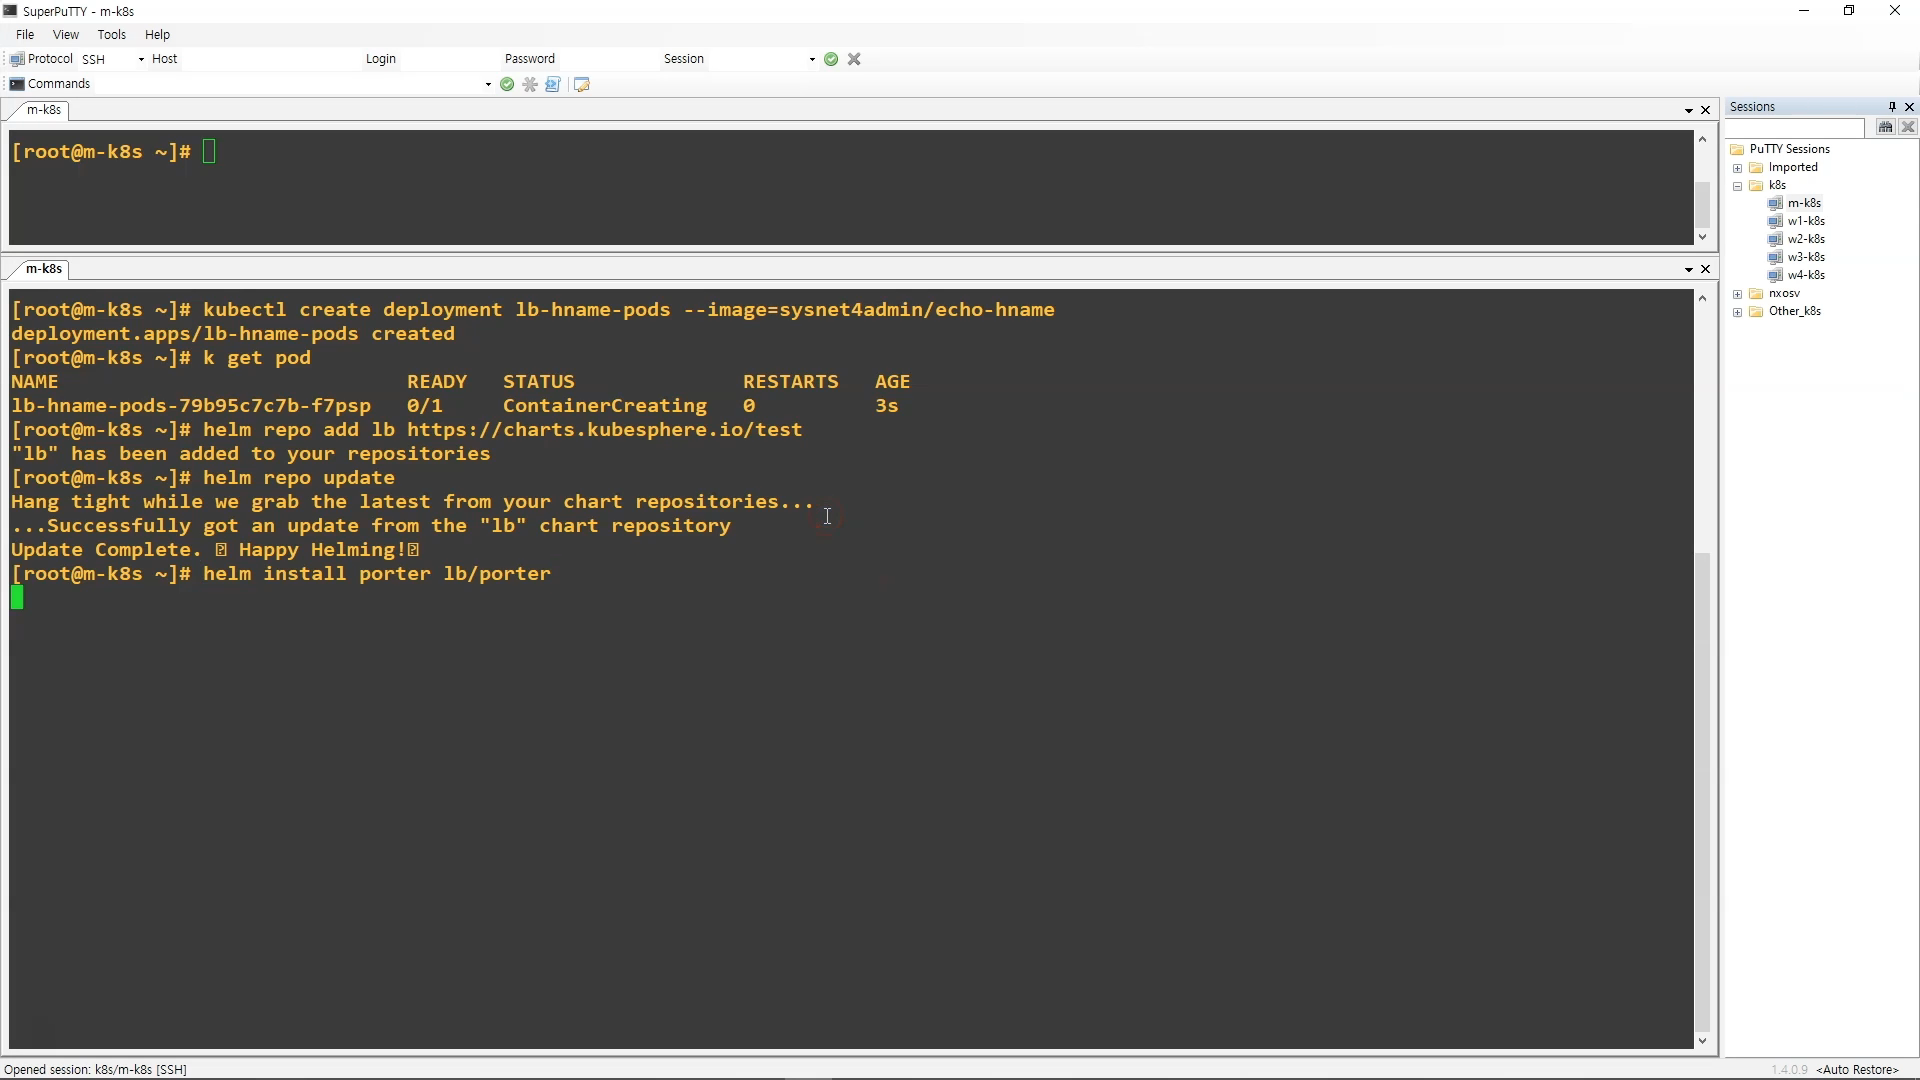 SuperPuTTY - m-k8s
File View Tools Help
Protocol SSH Host Login Password Session
Commands
m-k8s
[root@m-k8s ~]#
m-k8s
[root@m-k8s ~]# kubectl create deployment lb-hname-pods --image=sysnet4admin/echo-hname
deployment.apps/lb-hname-pods created
[root@m-k8s ~]# k get pod
NAME READY STATUS RESTARTS AGE
lb-hname-pods-79b95c7c7b-f7psp 0/1 ContainerCreating 0 3s
[root@m-k8s ~]# helm repo add lb https://charts.kubesphere.io/test
"lb" has been added to your repositories
[root@m-k8s ~]# helm repo update
Hang tight while we grab the latest from your chart repositories...
...Successfully got an update from the "lb" chart repository
Update Complete. Happy Helming!
[root@m-k8s ~]# helm install porter lb/porter
Sessions
PuTTY Sessions
Imported
k8s
m-k8s
w1-k8s
w2-k8s
w3-k8s
w4-k8s
nxosv
Other_k8s
Opened session: k8s/m-k8s [SSH]
1.4.0.9 <Auto Restore>